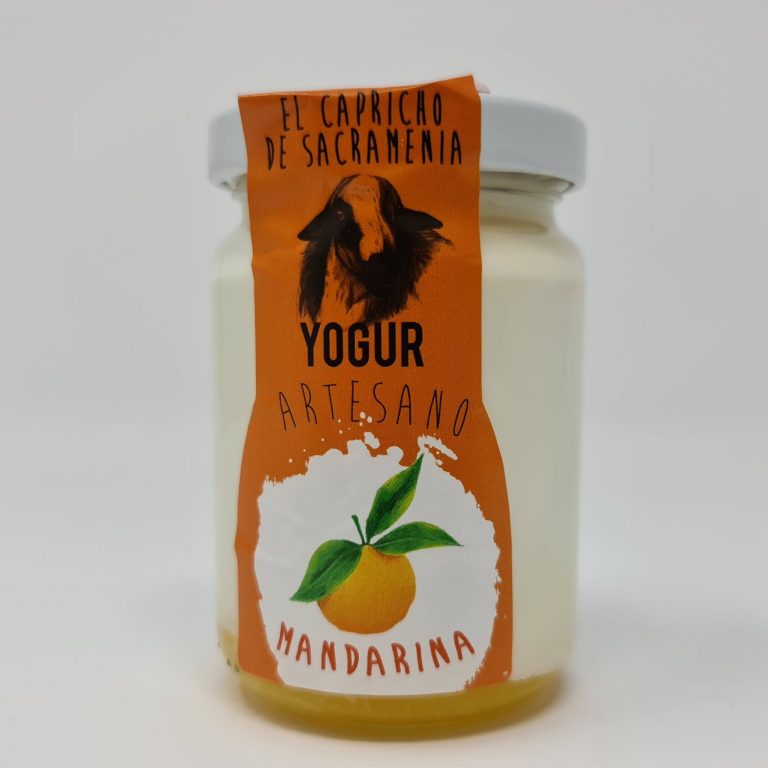 EL CAPRICHO
DE SACRAMENIA
YOGUR
ARTESANO
MANDARINA